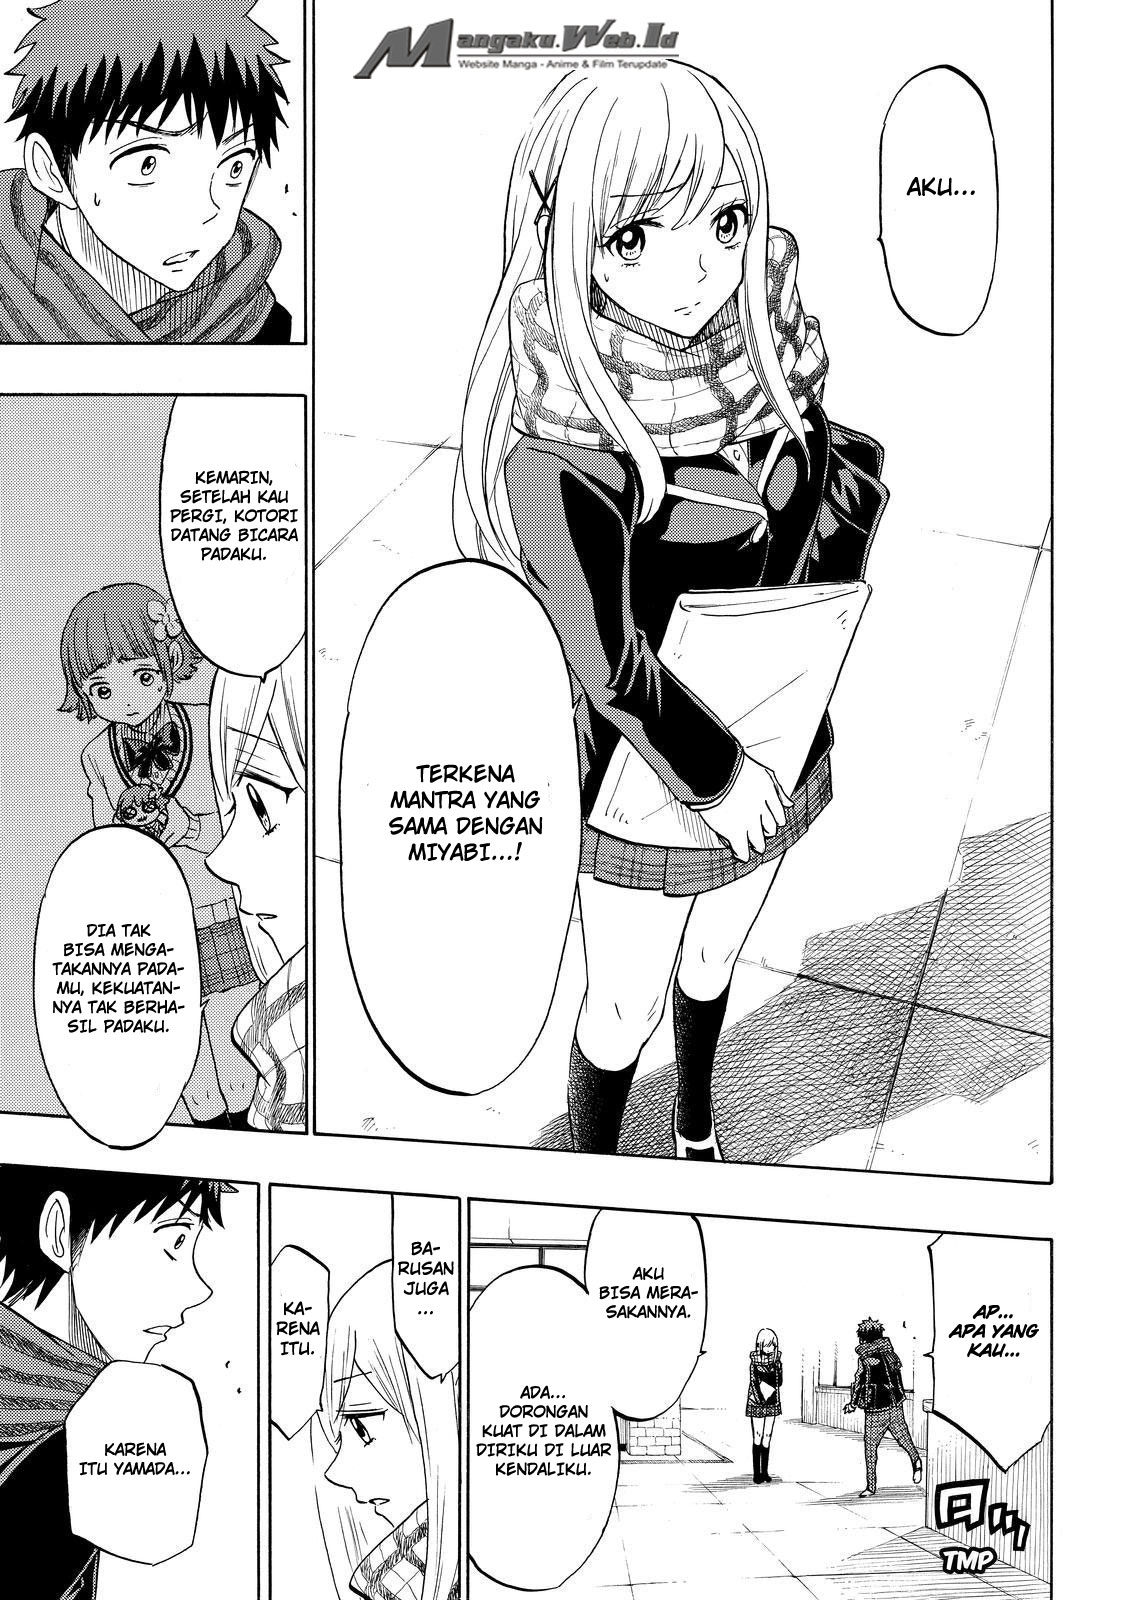 Mangaku.Web.Id
Website Manga - Anime & Film Terupdate
AKU...
TERKENA
MANTRA YANG
SAMA DENGAN
MIYABI...!
KEMARIN,
SETELAH KAU
PERGI, KOTORI
DATANG BICARA
PADAKU.
DIA TAK
BISA MENGA-
TAKANNYA PADA-
MU, KEKUATAN-
NYA TAK BERHA-
SIL PADAKU.
AP...
APA YANG
KAU...
TMP
AKU
BISA MERA-
SAKANNYA.
ADA...
DORONGAN
KUAT DI DALAM
DIRIKU DI LUAR
KENDALIKU.
BA-
RUSAN
JUGA
...
KA-
RENA
ITU.
KARENA
ITU YAMADA...